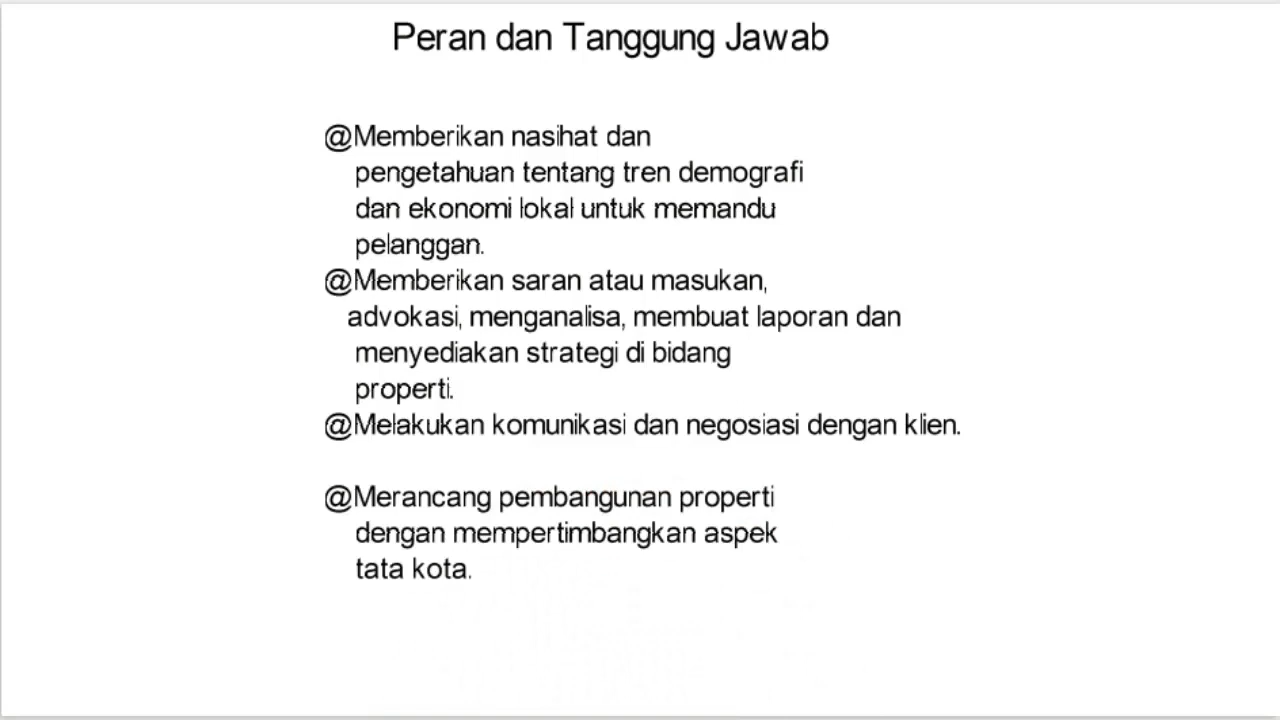 Peran dan Tanggung Jawab
@Memberikan nasihat dan
pengetahuan tentang tren demografi
dan ekonomi lokal untuk memandu
pelanggan.
@Memberikan saran atau masukan,
advokasi, menganalisa, membuat laporan dan
menyediakan strategi di bidang
properti.
@Melakukan komunikasi dan negosiasi dengan klien.
@Merancang pembangunan properti
dengan mempertimbangkan aspek
tata kota.